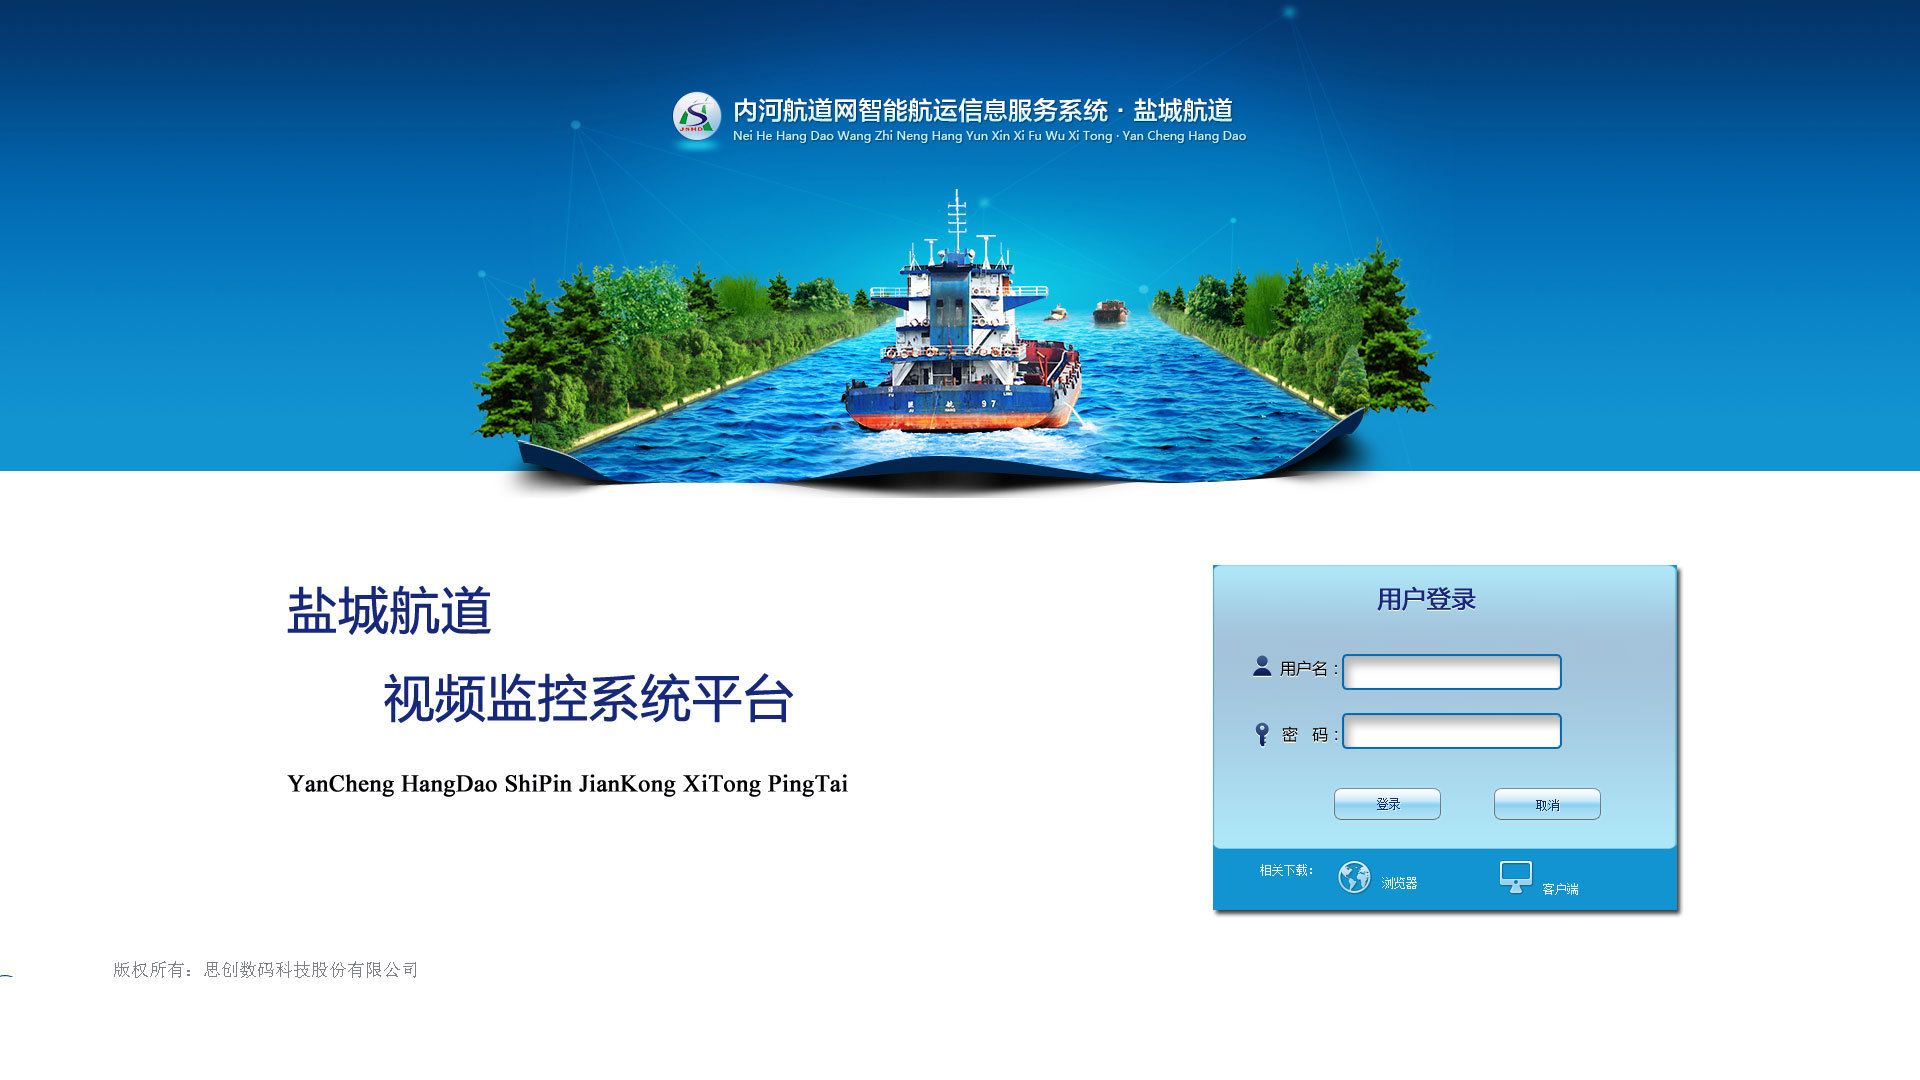 内河航道网智能航运信息服务系统·盐城航道
Nei He Hang Dao Wang Zhi Neng Hang Yun Xin Xi Fu Wu Xi Tong · Yan Cheng Hang Dao
JSHD
航 97
盐城航道
视频监控系统平台
YanCheng HangDao ShiPin JianKong XiTong PingTai
用户登录
用户名：
密 码：
登录 取消
相关下载： 浏览器 客户端
版权所有：思创数码科技股份有限公司